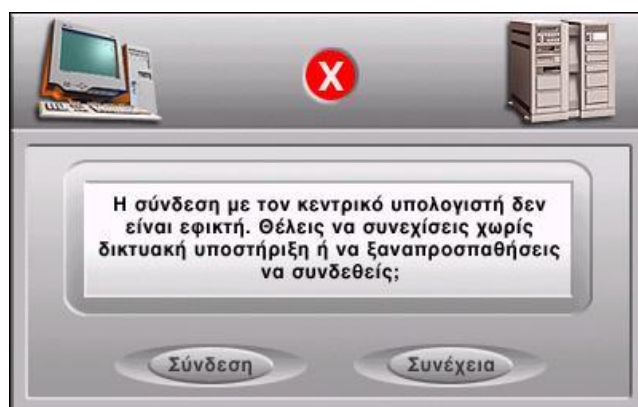 X
Η σύνδεση με τον κεντρικό υπολογιστή δεν
είναι εφικτή. Θέλεις να συνεχίσεις χωρίς
δικτυακή υποστήριξη ή να ξαναπροσπαθήσεις
να συνδεθείς;
Σύνδεση Συνέχεια